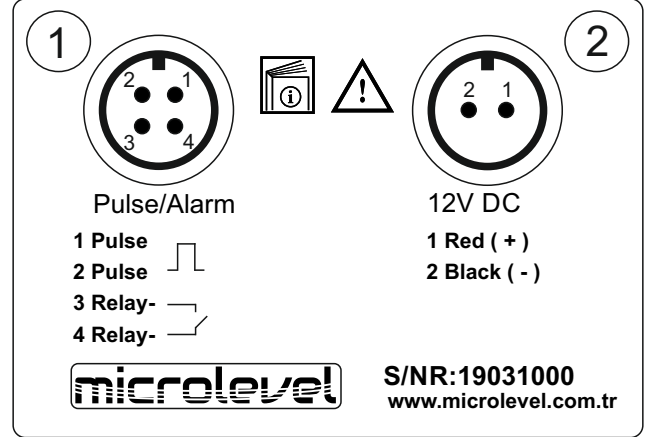 1
2
2 1
3 4
!
i
2 1
Pulse/Alarm
12V DC
1 Pulse
2 Pulse
3 Relay-
4 Relay-
1 Red ( + )
2 Black ( - )
microlevel
S/NR:19031000
www.microlevel.com.tr